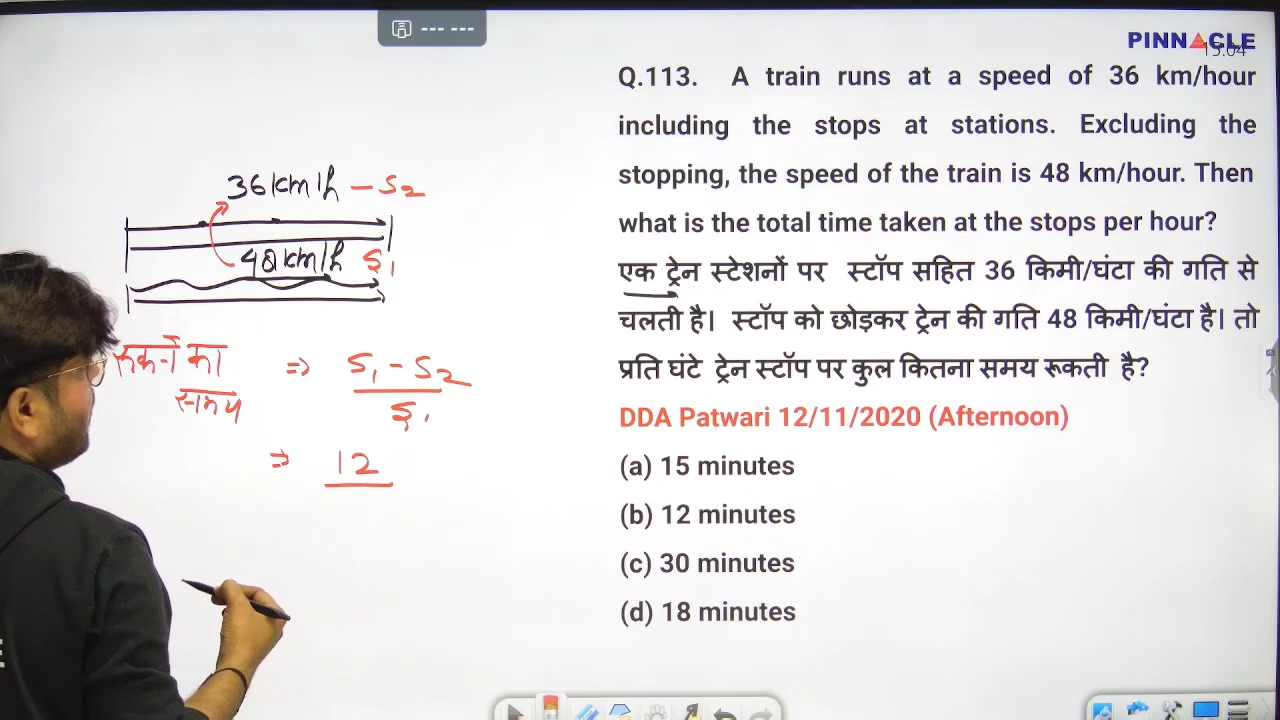 PINNACLE
15:04
Q.113. A train runs at a speed of 36 km/hour
including the stops at stations. Excluding the
stopping, the speed of the train is 48 km/hour. Then
what is the total time taken at the stops per hour?
एक ट्रेन स्टेशनों पर स्टॉप सहित 36 किमी/घंटा की गति से
चलती है। स्टॉप को छोड़कर ट्रेन की गति 48 किमी/घंटा है। तो
प्रति घंटे ट्रेन स्टॉप पर कुल कितना समय रूकती है?
DDA Patwari 12/11/2020 (Afternoon)
(a) 15 minutes
(b) 12 minutes
(c) 30 minutes
(d) 18 minutes
36km/h – S2
48km/h S1
रूकने का ⇒ S1 - S2
समय S1
⇒ 12